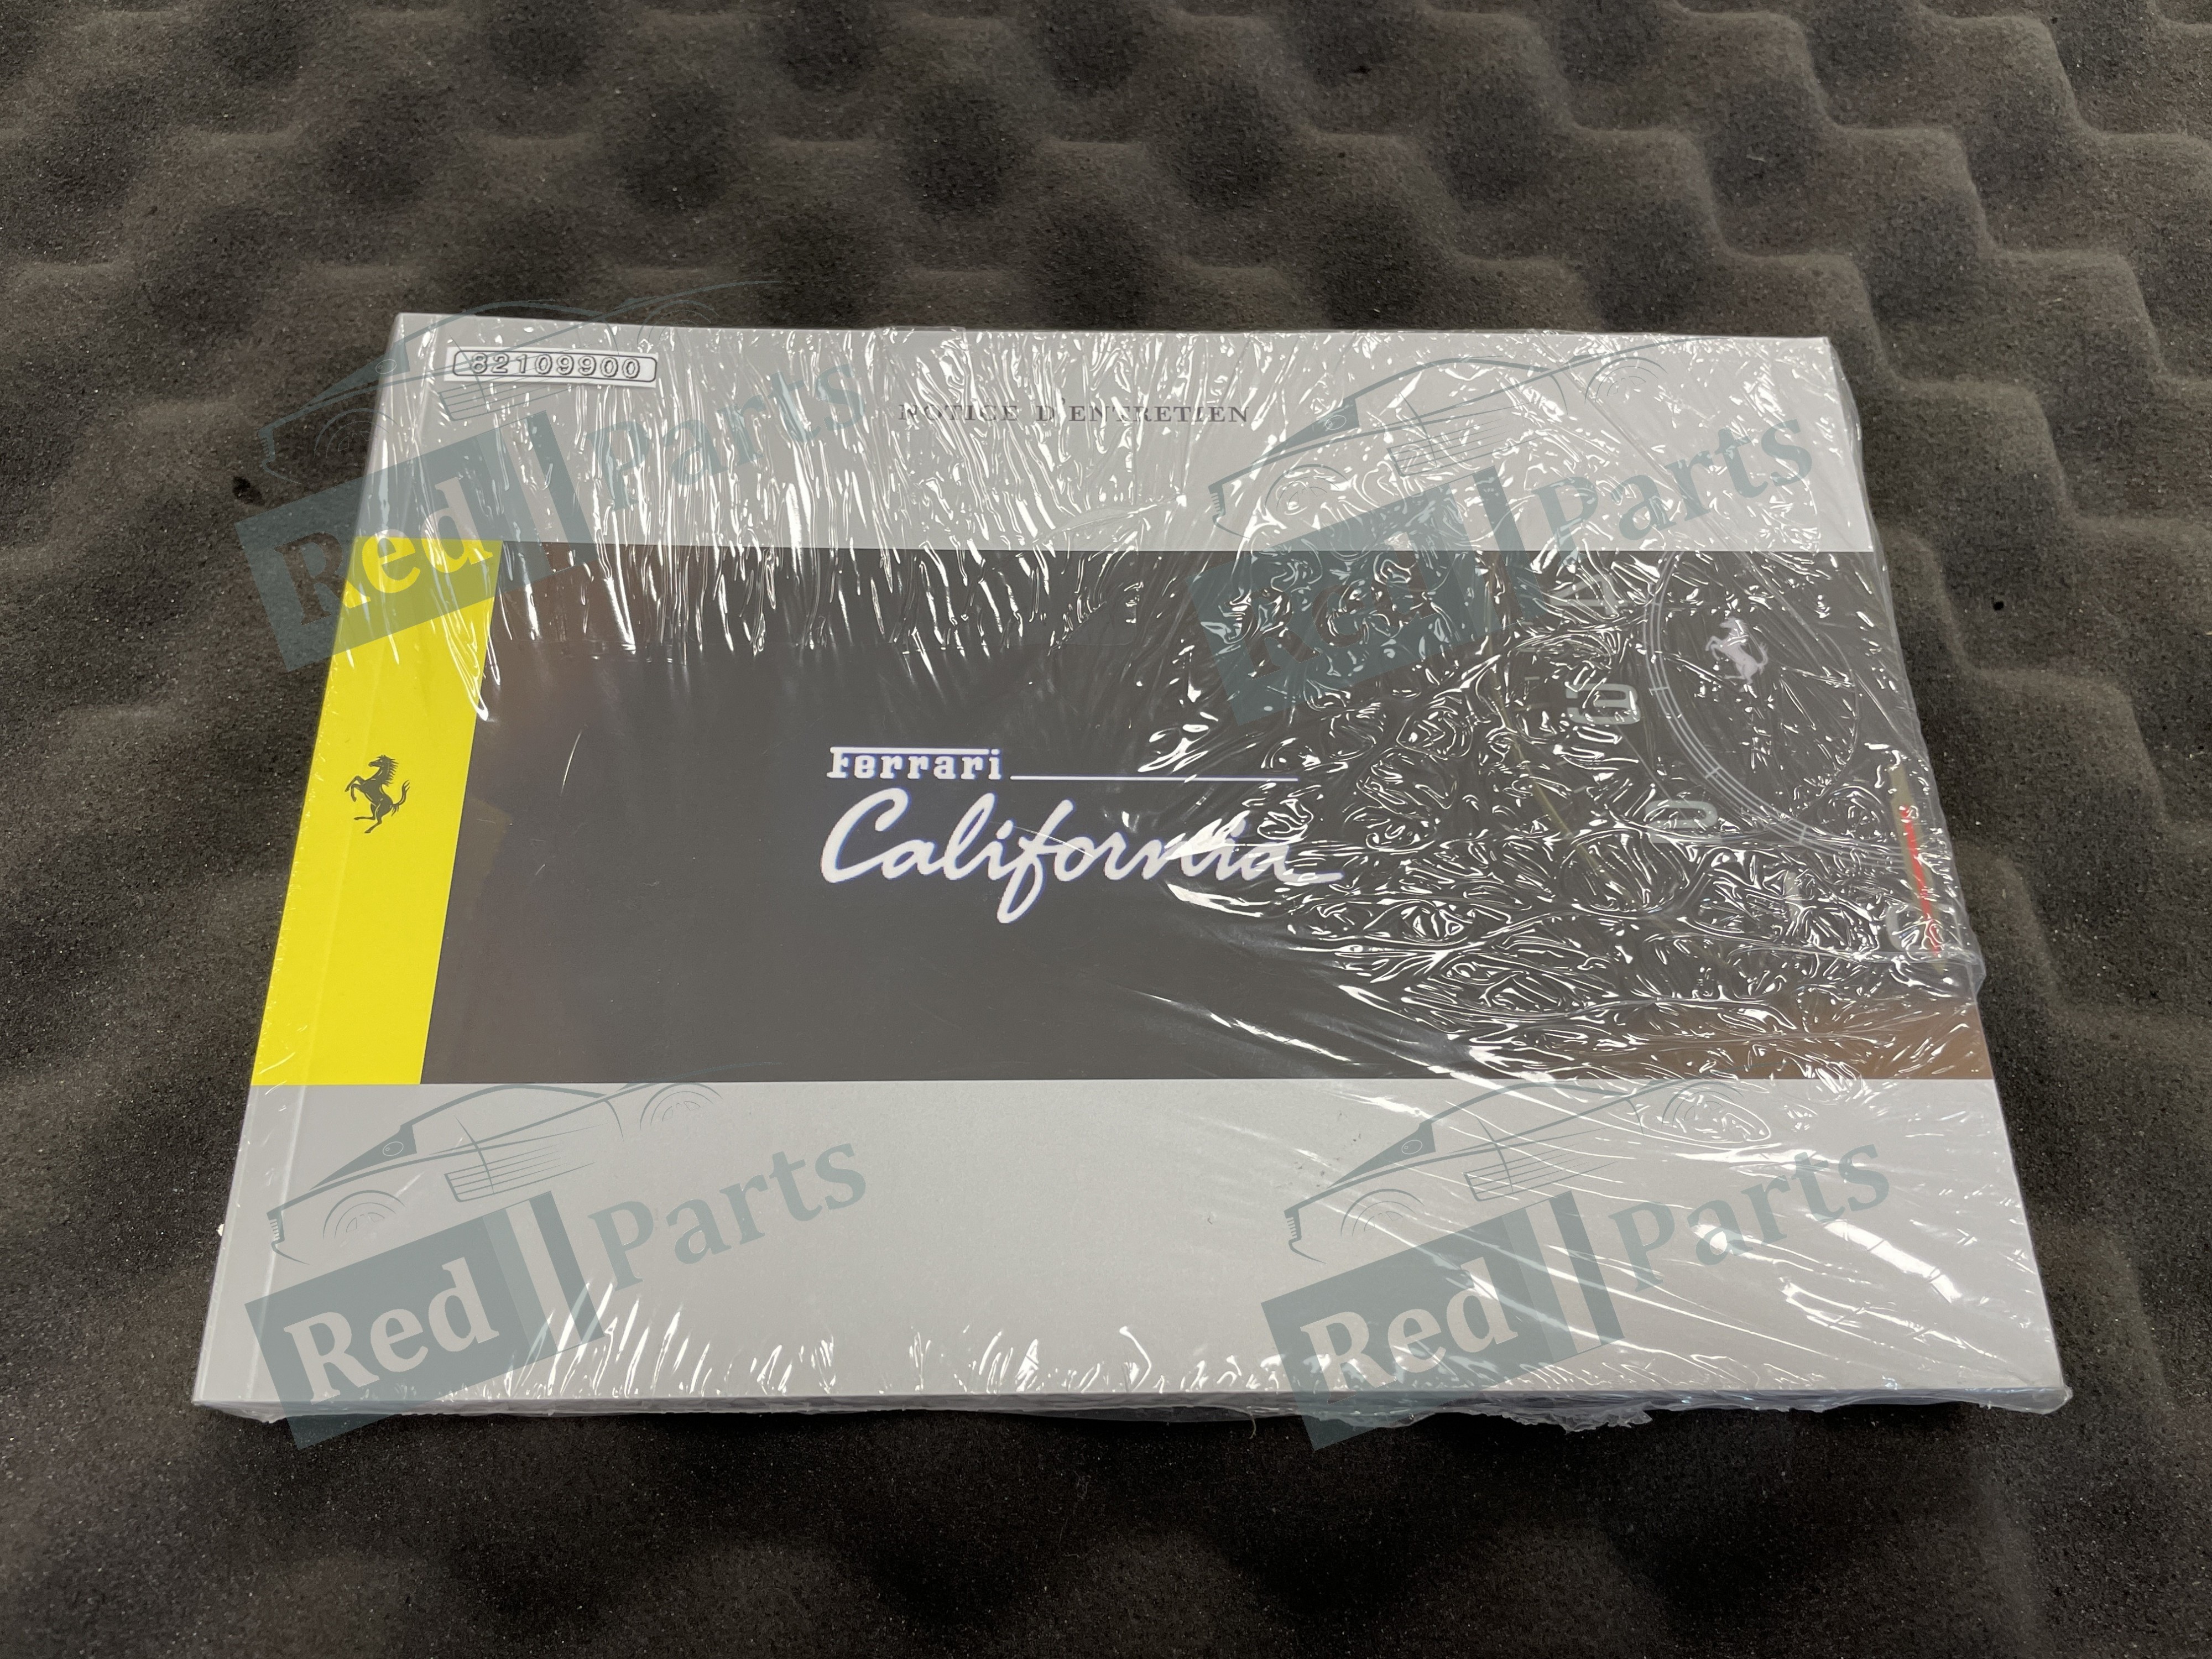 82109900
NOTICE D'ENTRETIEN
Red Parts
Red Parts
Ferrari
California
Red Parts
Red Parts